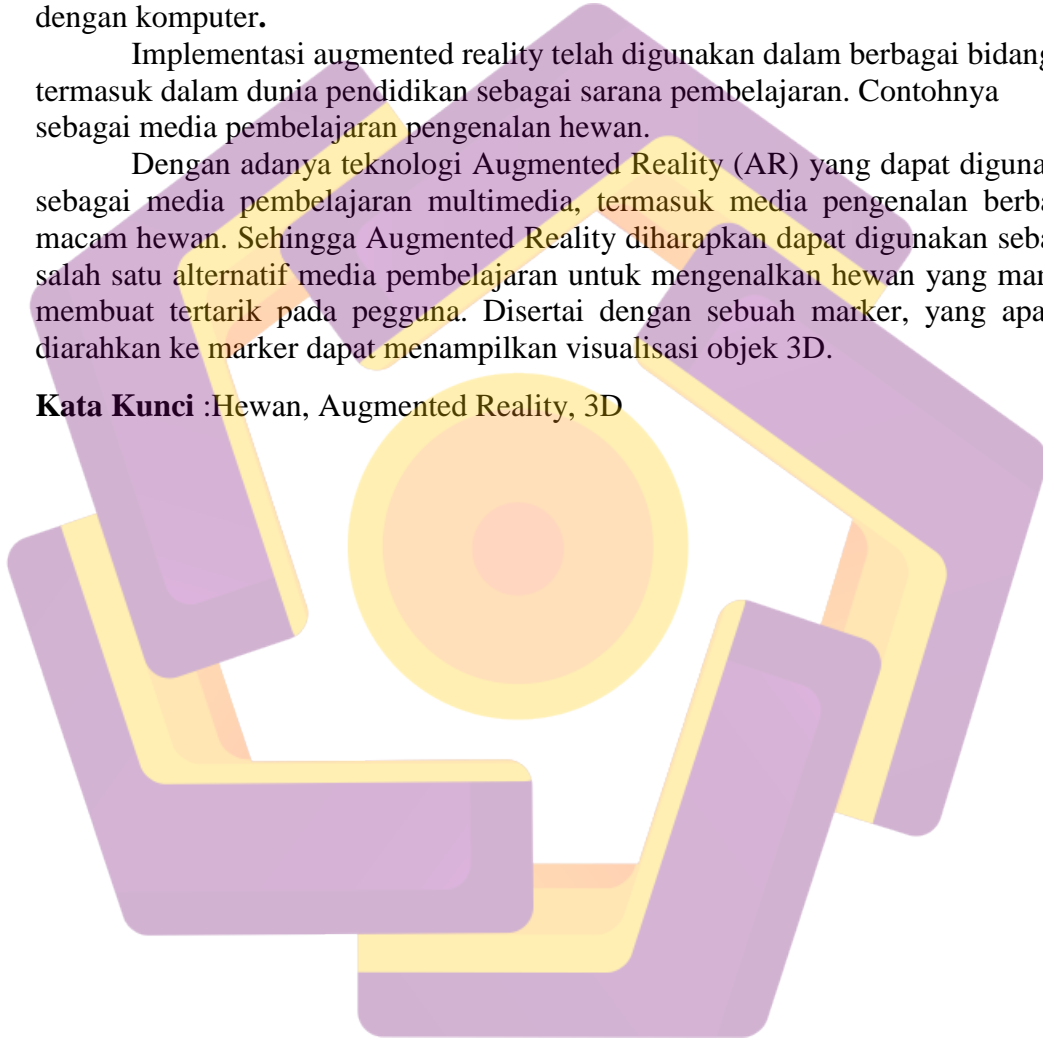 dengan komputer.
Implementasi augmented reality telah digunakan dalam berbagai bidang
termasuk dalam dunia pendidikan sebagai sarana pembelajaran. Contohnya
sebagai media pembelajaran pengenalan hewan.
Dengan adanya teknologi Augmented Reality (AR) yang dapat diguna
sebagai media pembelajaran multimedia, termasuk media pengenalan berba
macam hewan. Sehingga Augmented Reality diharapkan dapat digunakan seba
salah satu alternatif media pembelajaran untuk mengenalkan hewan yang mam
membuat tertarik pada pegguna. Disertai dengan sebuah marker, yang apa
diarahkan ke marker dapat menampilkan visualisasi objek 3D.
Kata Kunci :Hewan, Augmented Reality, 3D